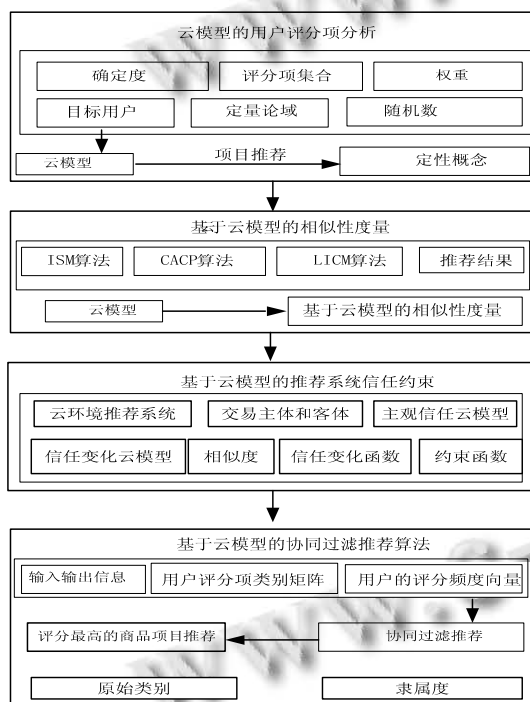 云模型的用户评分项分析
确定度 评分项集合 权重
目标用户 定量论域 随机数
云模型 项目推荐 定性概念
基于云模型的相似性度量
ISM算法 CACP算法 LICM算法 推荐结果
云模型 基于云模型的相似性度量
基于云模型的推荐系统信任约束
云环境推荐系统 交易主体和客体 主观信任云模型
信任变化云模型 相似度 信任变化函数 约束函数
基于云模型的协同过滤推荐算法
输入输出信息 用户评分项类别矩阵 用户的评分频度向量
评分最高的商品项目推荐 协同过滤推荐
原始类别 隶属度